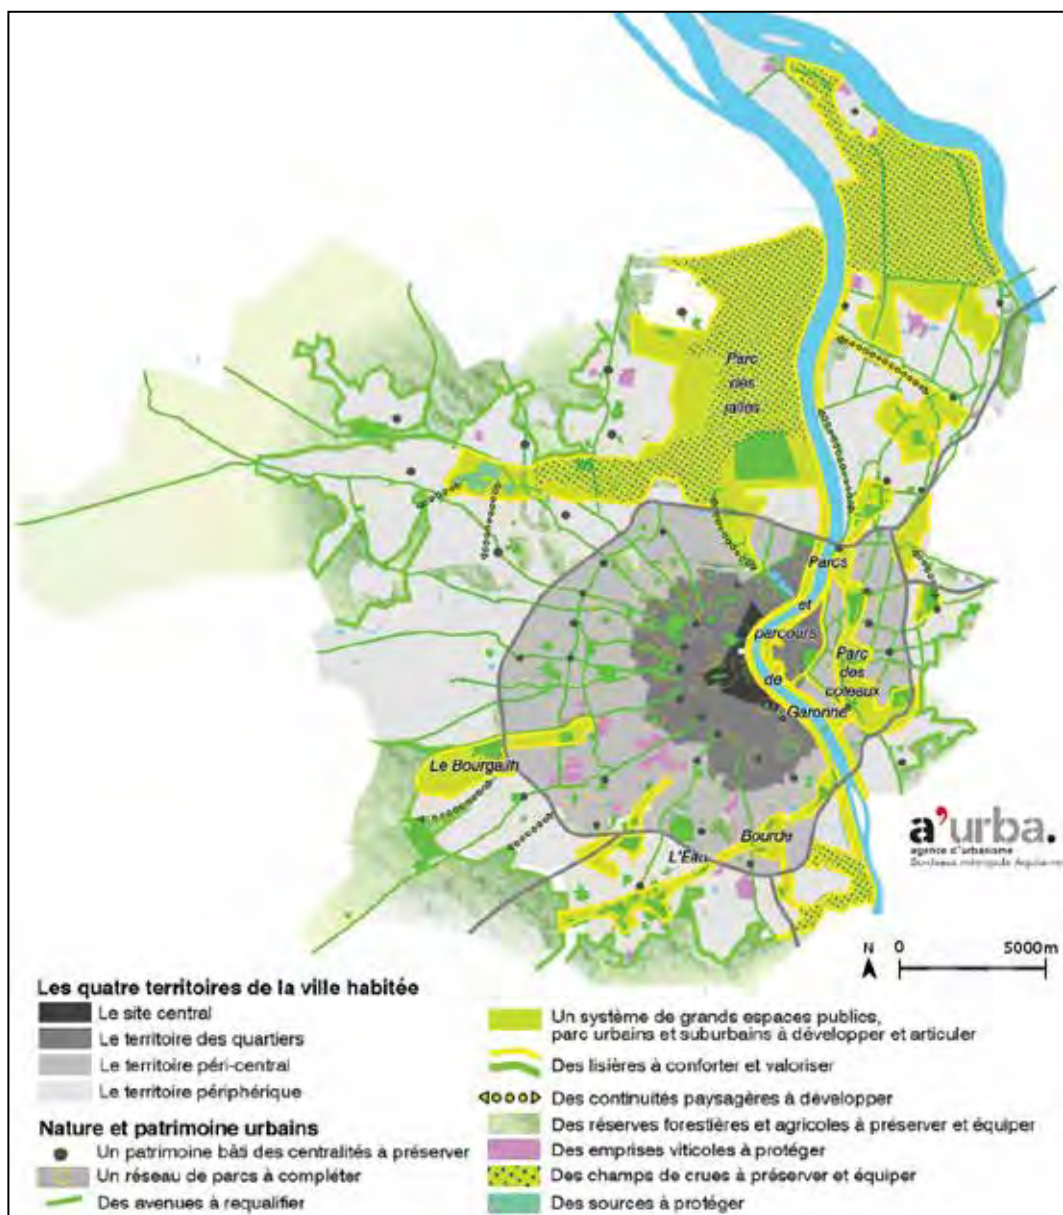 Parc
des
jalles
Parcs
et
parcours
de
Garonne
Parc
des
coteaux
Le Bourgailh
Bourde
L'Eau
a'urba.
agence d'urbanisme
Bordeaux métropole Aquitaine
N
0 5000m
Les quatre territoires de la ville habitée
Le site central
Le territoire des quartiers
Le territoire péri-central
Le territoire périphérique
Nature et patrimoine urbains
Un patrimoine bâti des centralités à préserver
Un réseau de parcs à compléter
Des avenues à requalifier
Un système de grands espaces publics,
parc urbains et suburbains à développer et articuler
Des lisières à conforter et valoriser
Des continuités paysagères à développer
Des réserves forestières et agricoles à préserver et équiper
Des emprises viticoles à protéger
Des champs de crues à préserver et équiper
Des sources à protéger